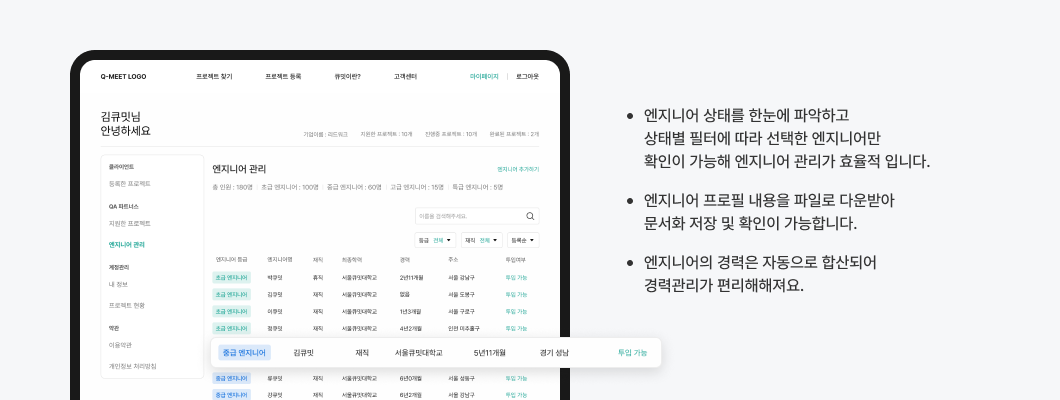 Q-MEET LOGO 프로젝트 찾기 프로젝트 등록 큐밋이란? 고객센터 마이페이지 로그아웃
김큐밋님
안녕하세요
기업이름 : 리드워크 지원한 프로젝트 : 10개 진행중 프로젝트 : 10개 완료된 프로젝트 : 2개
클라이언트
등록한 프로젝트
QA 파트너스
지원한 프로젝트
엔지니어 관리
계정관리
내 정보
프로젝트 현황
약관
이용약관
개인정보 처리방침
엔지니어 관리 엔지니어 추가하기
총 인원 : 180명 초급 엔지니어 : 100명 중급 엔지니어 : 60명 고급 엔지니어 : 15명 특급 엔지니어 : 5명
이름을 검색해주세요.
등급 전체 재직 전체 등록순
엔지니어 등급 엔지니어명 재직 최종학력 경력 주소 투입여부
초급 엔지니어 박큐밋 휴직 서울큐밋대학교 2년11개월 서울 강남구 투입 가능
초급 엔지니어 김큐밋 재직 서울큐밋대학교 없음 서울 도봉구 투입 가능
초급 엔지니어 이큐밋 재직 서울큐밋대학교 1년3개월 서울 구로구 투입 가능
초급 엔지니어 정큐밋 재직 서울큐밋대학교 4년2개월 인천 미추홀구 투입 가능
중급 엔지니어 김큐밋 재직 서울큐밋대학교 5년11개월 경기 성남 투입 가능
중급 엔지니어 류큐밋 재직 서울큐밋대학교 6년0개월 서울 성동구 투입 가능
중급 엔지니어 강큐밋 재직 서울큐밋대학교 6년2개월 서울 강남구 투입 가능
엔지니어 상태를 한눈에 파악하고
상태별 필터에 따라 선택한 엔지니어만
확인이 가능해 엔지니어 관리가 효율적 입니다.
엔지니어 프로필 내용을 파일로 다운받아
문서화 저장 및 확인이 가능합니다.
엔지니어의 경력은 자동으로 합산되어
경력관리가 편리해해져요.